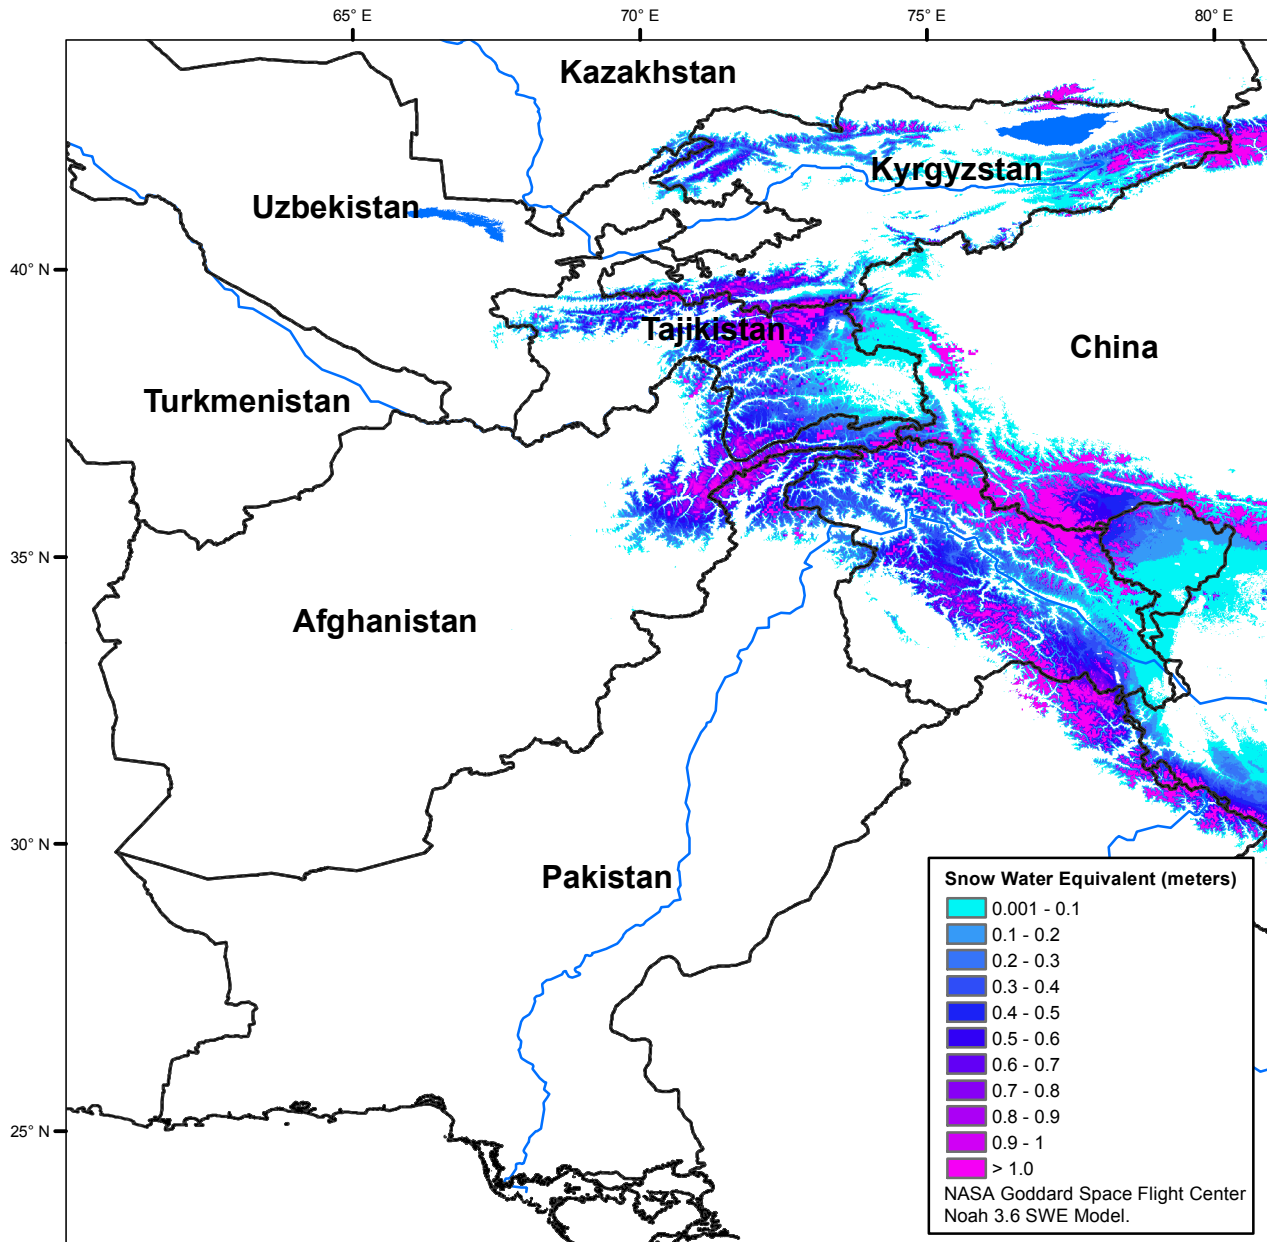 65° E
70° E
75° E
80° E
Kazakhstan
Kyrgyzstan
Uzbekistan
40° N
Tajikistan
China
Turkmenistan
35° N
Afghanistan
30° N
Pakistan
25° N
Snow Water Equivalent (meters)
0.001 - 0.1
0.1 - 0.2
0.2 - 0.3
0.3 - 0.4
0.4 - 0.5
0.5 - 0.6
0.6 - 0.7
0.7 - 0.8
0.8 - 0.9
0.9 - 1
> 1.0
NASA Goddard Space Flight Center
Noah 3.6 SWE Model.